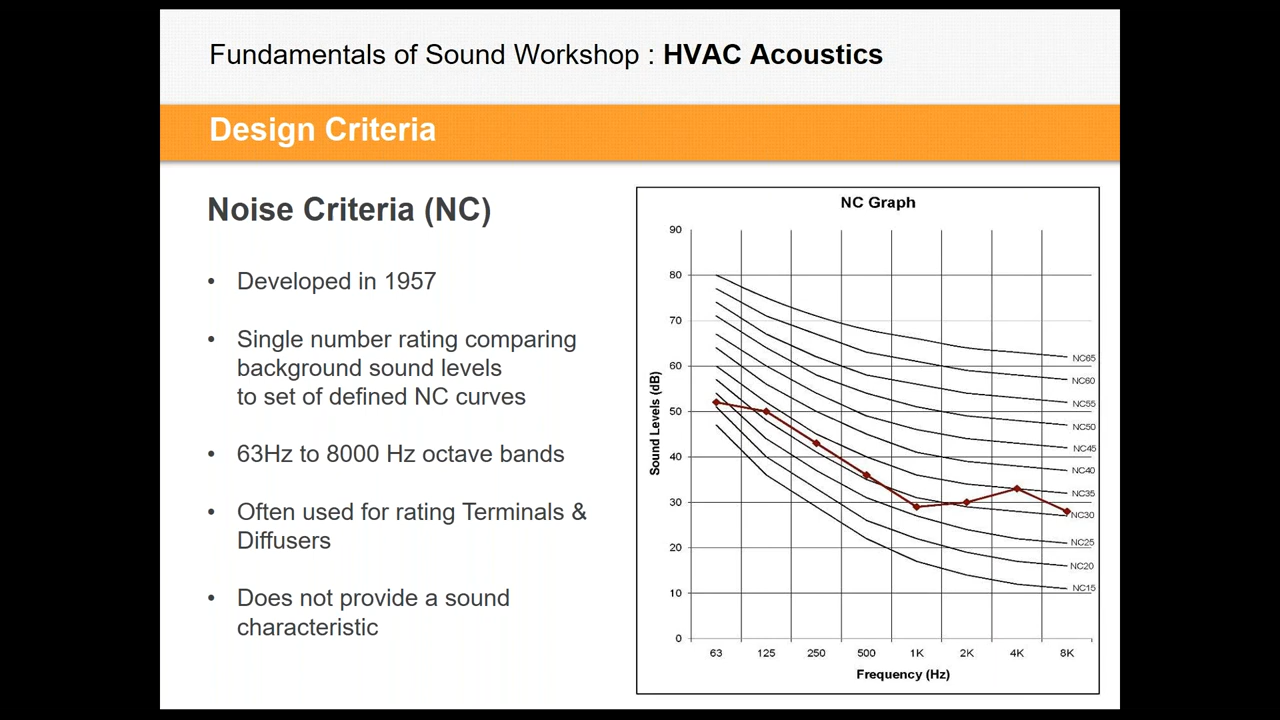 Fundamentals of Sound Workshop : HVAC Acoustics
Design Criteria
Noise Criteria (NC)
• Developed in 1957
• Single number rating comparing
background sound levels
to set of defined NC curves
• 63Hz to 8000 Hz octave bands
• Often used for rating Terminals &
Diffusers
• Does not provide a sound
characteristic
NC Graph
Sound Levels (dB)
90
80
70
60
50
40
30
20
10
0
NC65
NC60
NC55
NC50
NC45
NC40
NC35
NC30
NC25
NC20
NC15
63 125 250 500 1K 2K 4K 8K
Frequency (Hz)